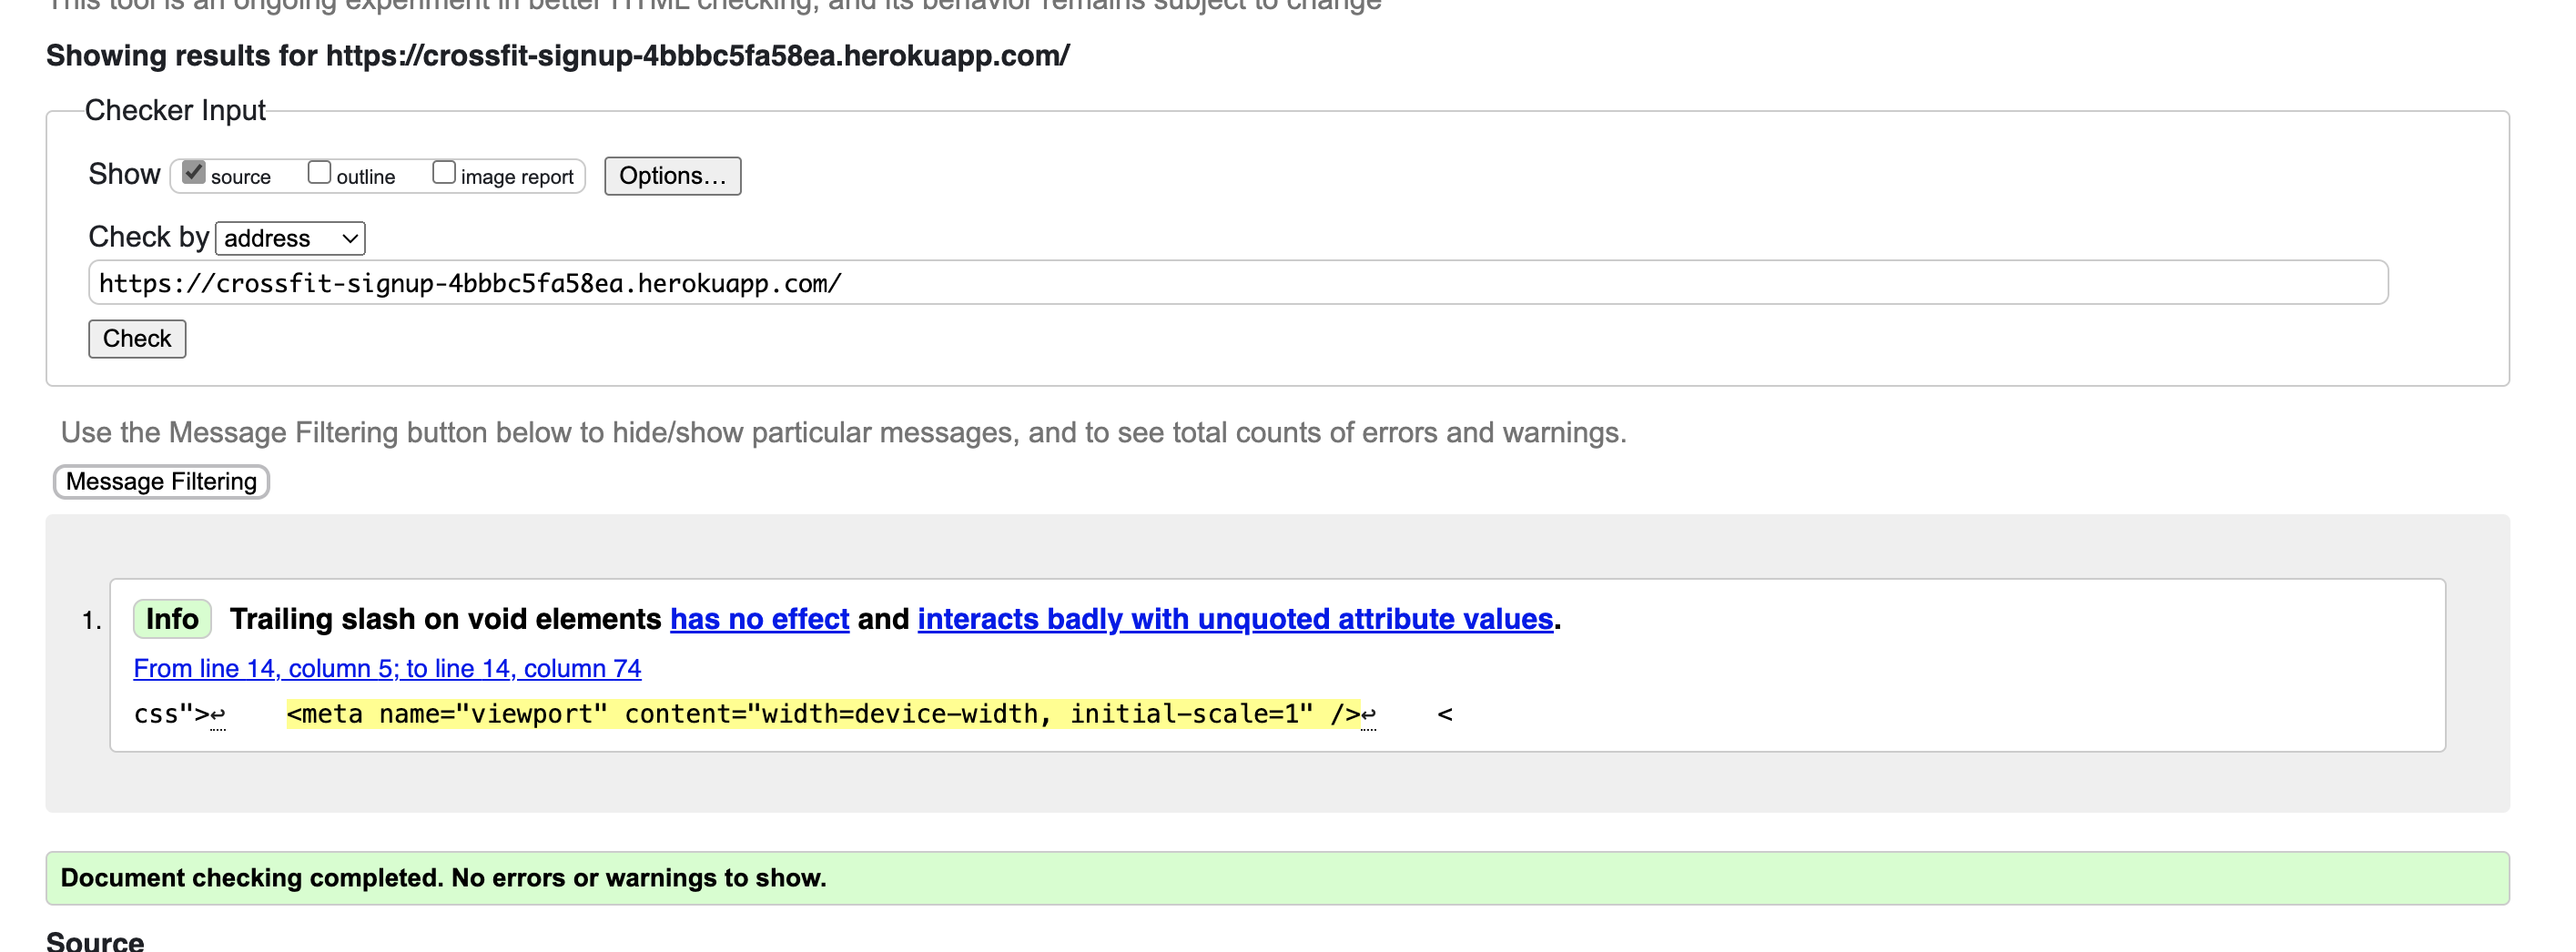 This tool is an ongoing experiment in better HTML checking, and its behavior remains subject to change
Showing results for https://crossfit-signup-4bbbc5fa58ea.herokuapp.com/
Checker Input
Show source outline image report Options...
Check by address
https://crossfit-signup-4bbbc5fa58ea.herokuapp.com/
Check
Use the Message Filtering button below to hide/show particular messages, and to see total counts of errors and warnings.
Message Filtering
1. Info Trailing slash on void elements has no effect and interacts badly with unquoted attribute values.
From line 14, column 5; to line 14, column 74
css">↩ <meta name="viewport" content="width=device-width, initial-scale=1" />↩ <
Document checking completed. No errors or warnings to show.
Source